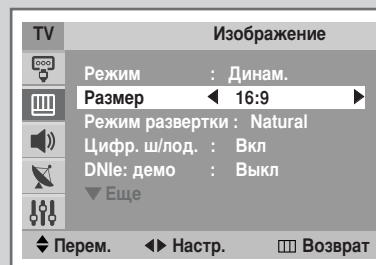 TV Изображение
Режим : Динам.
Размер ◀ 16:9 ▶
Режим развертки : Natural
Цифр. ш/под. : Вкл
DNIe: демо : Выкл
▼ Еще
Перем. Настр. Возврат